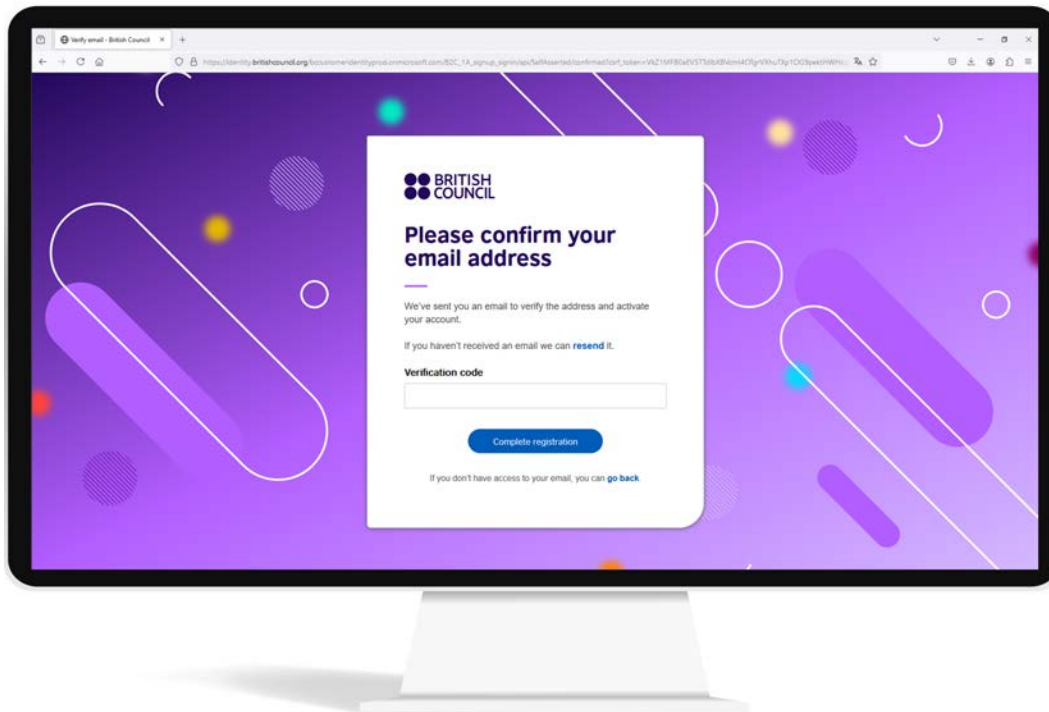 Verify email - British Council
BRITISH
COUNCIL
Please confirm your
email address
We've sent you an email to verify the address and activate
your account.
If you haven't received an email we can resend it.
Verification code
Complete registration
If you don't have access to your email, you can go back.